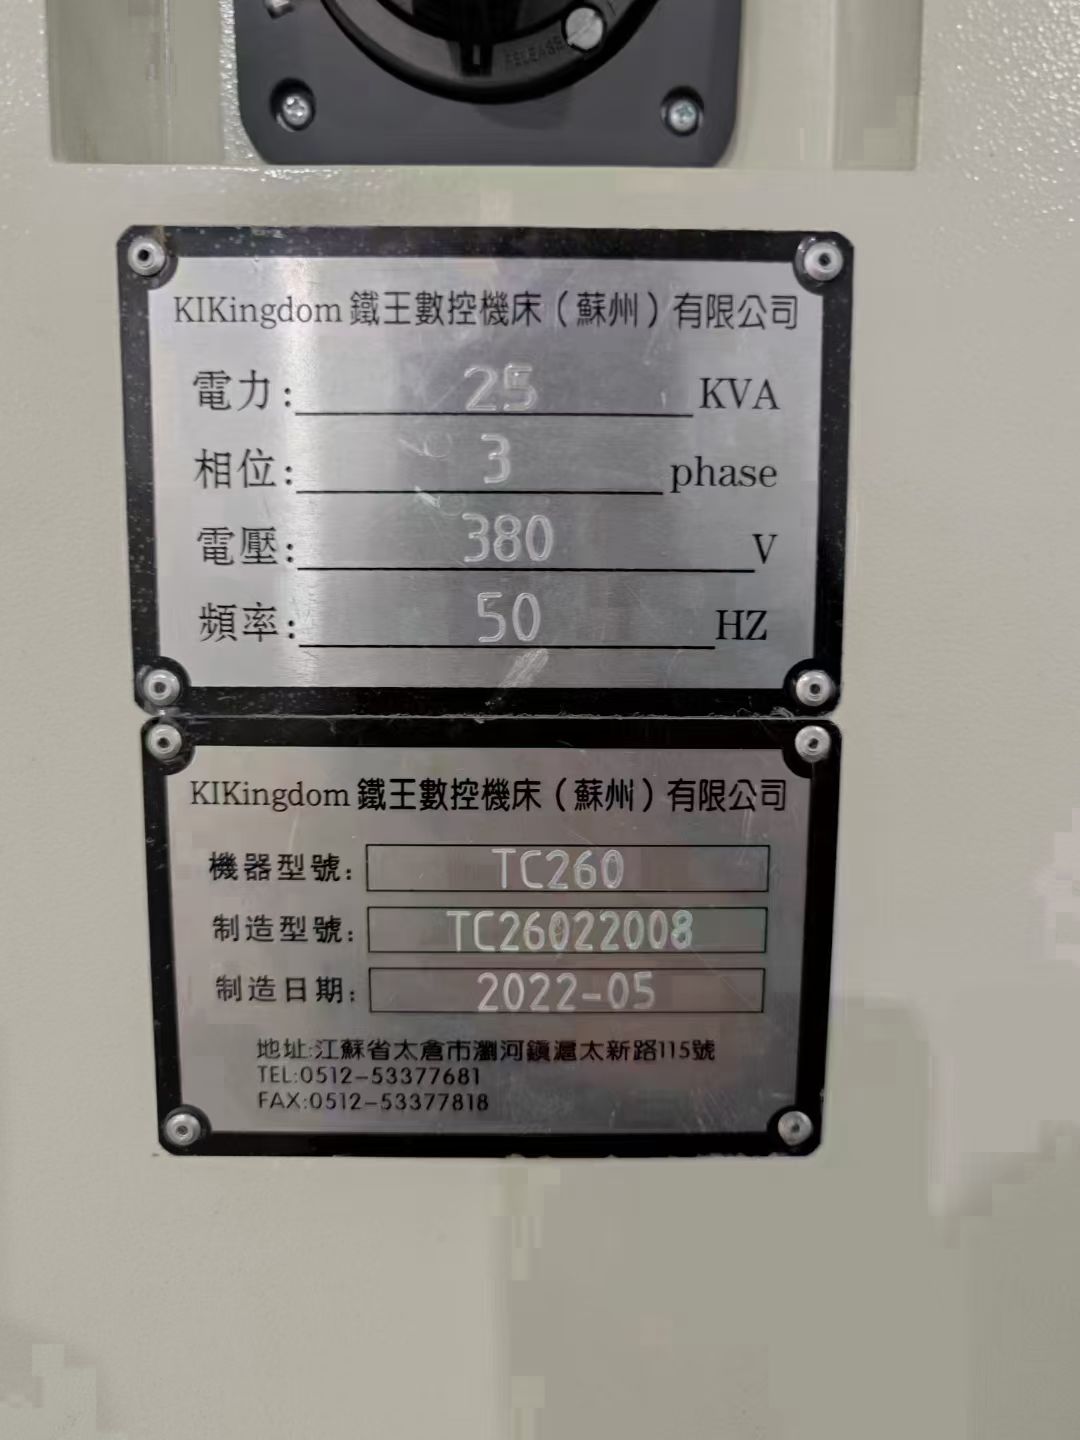 RELEASE
KIKingdom 鐵王數控機床（蘇州）有限公司
電力: 25 KVA
相位: 3 phase
電壓: 380 V
頻率: 50 HZ
KIKingdom 鐵王數控機床（蘇州）有限公司
機器型號: TC260
制造型號: TC26022008
制造日期: 2022-05
地址:江蘇省太倉市瀏河鎮滬太新路115號
TEL:0512-53377681
FAX:0512-53377818